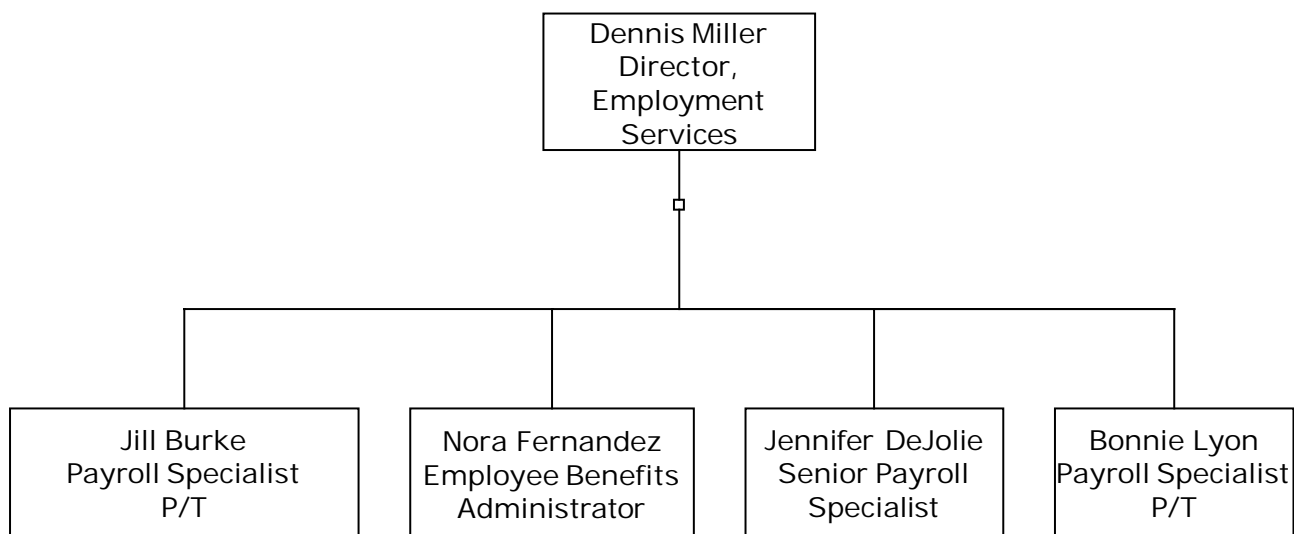 Dennis Miller
Director,
Employment
Services
Jill Burke
Payroll Specialist
P/T
Nora Fernandez
Employee Benefits
Administrator
Jennifer DeJolie
Senior Payroll
Specialist
Bonnie Lyon
Payroll Specialist
P/T